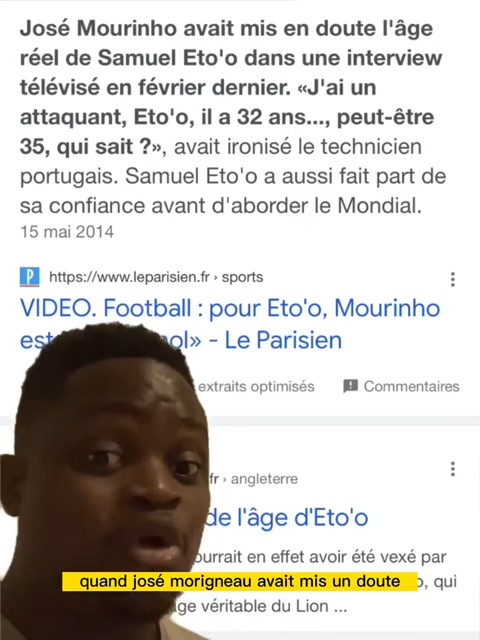 José Mourinho avait mis en doute l'âge
réel de Samuel Eto'o dans une interview
télévisé en février dernier. «J'ai un
attaquant, Eto'o, il a 32 ans..., peut-être
35, qui sait ?», avait ironisé le technicien
portugais. Samuel Eto'o a aussi fait part de
sa confiance avant d'aborder le Mondial.
15 mai 2014
https://www.leparisien.fr › sports
VIDEO. Football : pour Eto'o, Mourinho
est ol» - Le Parisien
extraits optimisés Commentaires
fr › angleterre
de l'âge d'Eto'o
ourrait en effet avoir été vexé par
quand josé morigneau avait mis un doute
o, qui
ge véritable du Lion ...